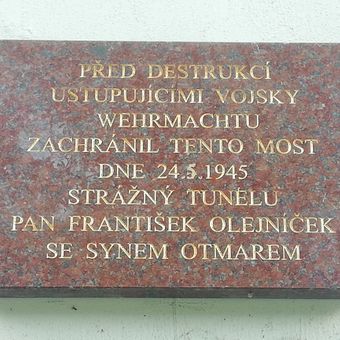 PŘED DESTRUKCÍ
USTUPUJÍCÍMI VOJSKY
WEHRMACHTU
ZACHRÁNIL TENTO MOST
DNE 24.5.1945
STRÁŽNÝ TUNELU
PAN FRANTIŠEK OLEJNÍČEK
SE SYNEM OTMAREM